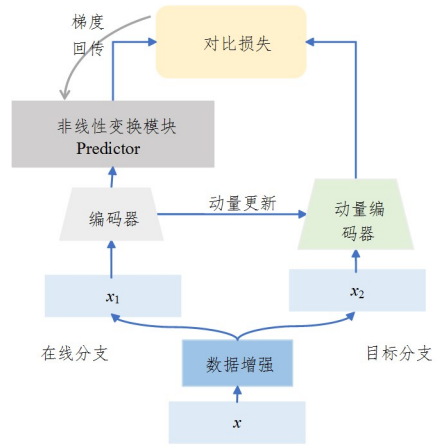 梯度
回传
对比损失
非线性变换模块
Predictor
编码器
动量更新
动量编
码器
x₁
x₂
在线分支
数据增强
目标分支
x